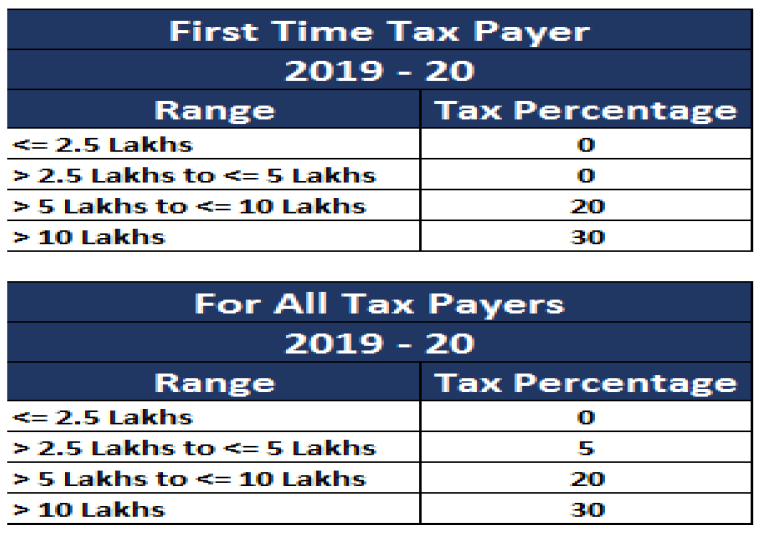 First Time Tax Payer
2019 - 20
Range Tax Percentage
<= 2.5 Lakhs 0
> 2.5 Lakhs to <= 5 Lakhs 0
> 5 Lakhs to <= 10 Lakhs 20
> 10 Lakhs 30
For All Tax Payers
2019 - 20
Range Tax Percentage
<= 2.5 Lakhs 0
> 2.5 Lakhs to <= 5 Lakhs 5
> 5 Lakhs to <= 10 Lakhs 20
> 10 Lakhs 30